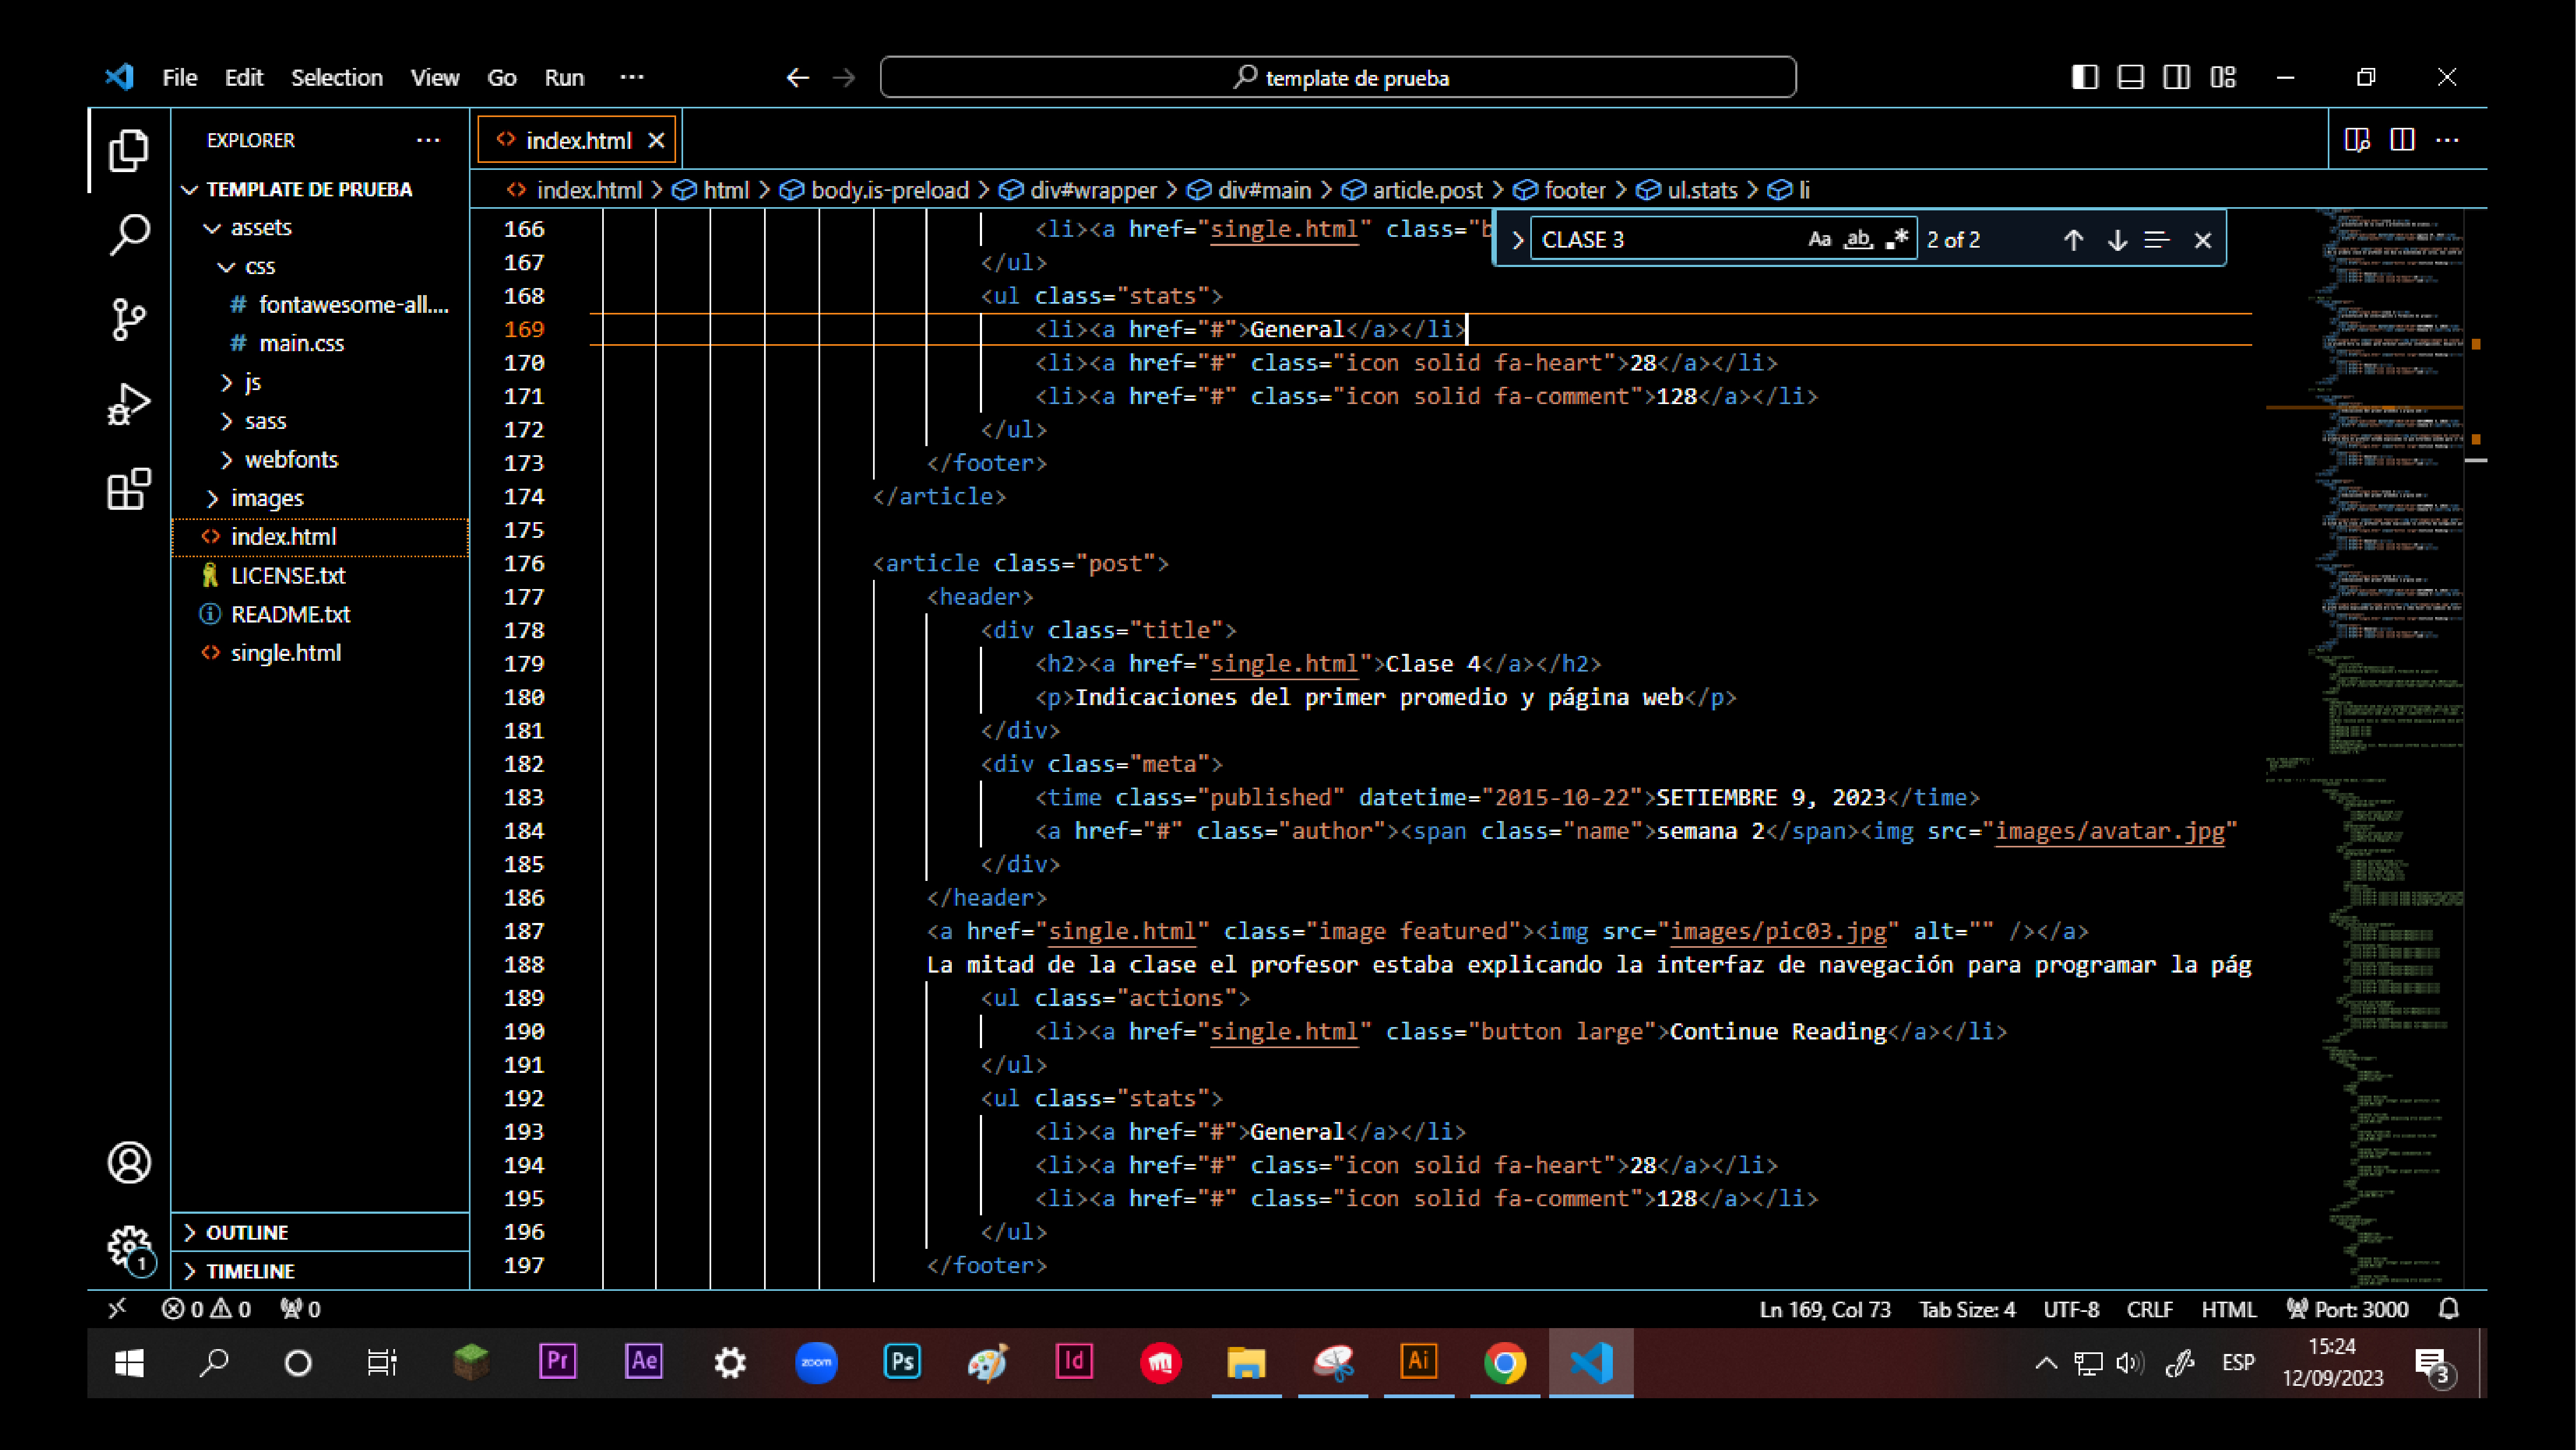 File Edit Selection View Go Run ··· template de prueba
EXPLORER ···
TEMPLATE DE PRUEBA
assets
css
# fontawesome-all....
# main.css
js
sass
webfonts
images
index.html
LICENSE.txt
README.txt
single.html
OUTLINE
TIMELINE
index.html
index.html > html > body.is-preload > div#wrapper > div#main > article.post > footer > ul.stats > li
CLASE 3 Aa ab .* 2 of 2
166 <li><a href="single.html" class="b
167 </ul>
168 <ul class="stats">
169 <li><a href="#">General</a></li>
170 <li><a href="#" class="icon solid fa-heart">28</a></li>
171 <li><a href="#" class="icon solid fa-comment">128</a></li>
172 </ul>
173 </footer>
174 </article>
175
176 <article class="post">
177 <header>
178 <div class="title">
179 <h2><a href="single.html">Clase 4</a></h2>
180 <p>Indicaciones del primer promedio y página web</p>
181 </div>
182 <div class="meta">
183 <time class="published" datetime="2015-10-22">SETIEMBRE 9, 2023</time>
184 <a href="#" class="author"><span class="name">semana 2</span><img src="images/avatar.jpg"
185 </div>
186 </header>
187 <a href="single.html" class="image featured"><img src="images/pic03.jpg" alt="" /></a>
188 La mitad de la clase el profesor estaba explicando la interfaz de navegación para programar la pág
189 <ul class="actions">
190 <li><a href="single.html" class="button large">Continue Reading</a></li>
191 </ul>
192 <ul class="stats">
193 <li><a href="#">General</a></li>
194 <li><a href="#" class="icon solid fa-heart">28</a></li>
195 <li><a href="#" class="icon solid fa-comment">128</a></li>
196 </ul>
197 </footer>
1
0 0 0 Ln 169, Col 73 Tab Size: 4 UTF-8 CRLF HTML Port: 3000
Pr Ae zoom Ps Id Ai ESP
15:24
12/09/2023
3